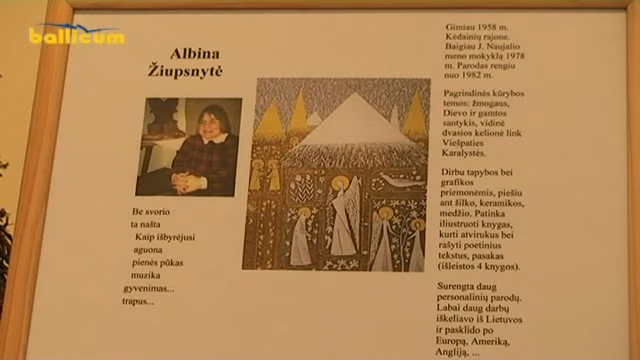 balticum
Albina
Žiupsnytė
Be svorio
ta našta
Kaip išbyrėjusi
aguona
pienės pūkas
muzika
gyvenimas...
trapus...
Gimiau 1958 m.
Kėdainių rajone.
Baigiau J. Naujalio
meno mokyklą 1978
m. Parodas rengiu
nuo 1982 m.
Pagrindinės kūrybos
temos: žmogaus,
Dievo ir gamtos
santykis, vidinė
dvasios kelionė link
Viešpaties
Karalystės.
Dirbu tapybos bei
grafikos
priemonėmis, piešiu
ant šilko, keramikos,
medžio. Patinka
iliustruoti knygas,
kurti atvirukus bei
rašyti poetinius
tekstus, pasakas
(išleistos 4 knygos).
Surengta daug
personalinių parodų.
Labai daug darbų
iškeliavo iš Lietuvos
ir pasklido po
Europą, Ameriką,
Angliją, ...